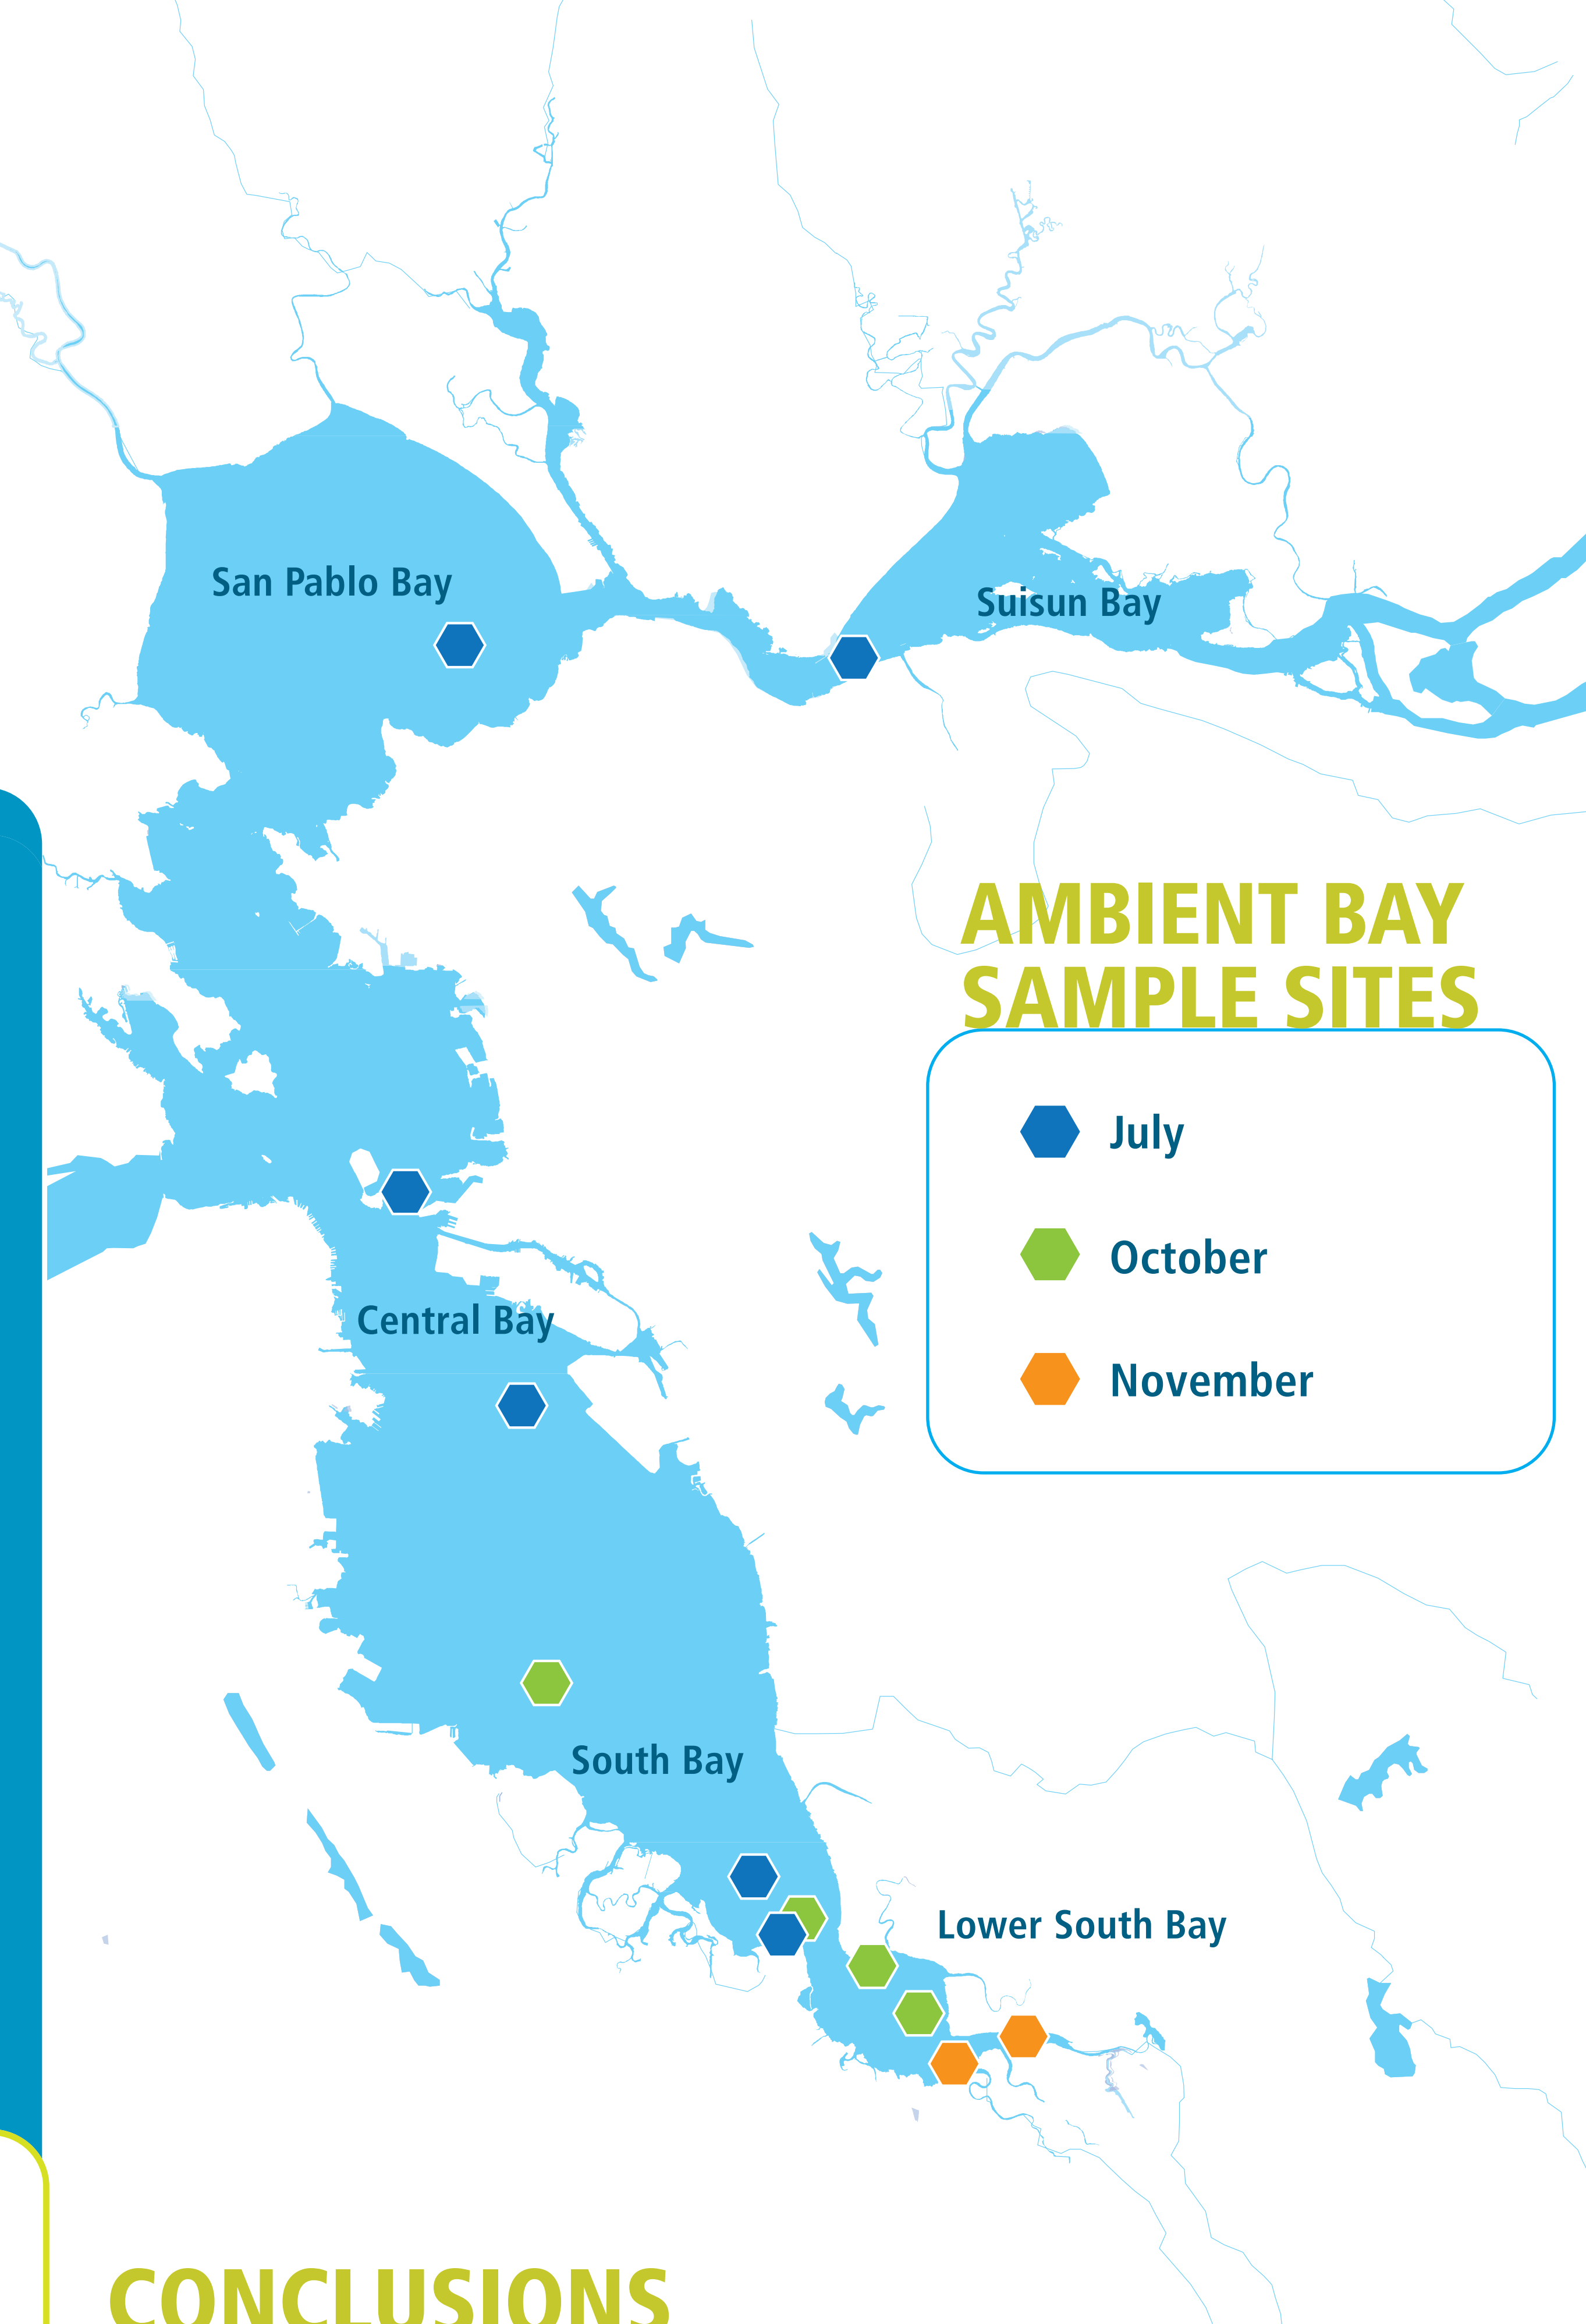 San Pablo Bay
Suisun Bay
AMBIENT BAY
SAMPLE SITES
July
October
November
Central Bay
South Bay
Lower South Bay
CONCLUSIONS